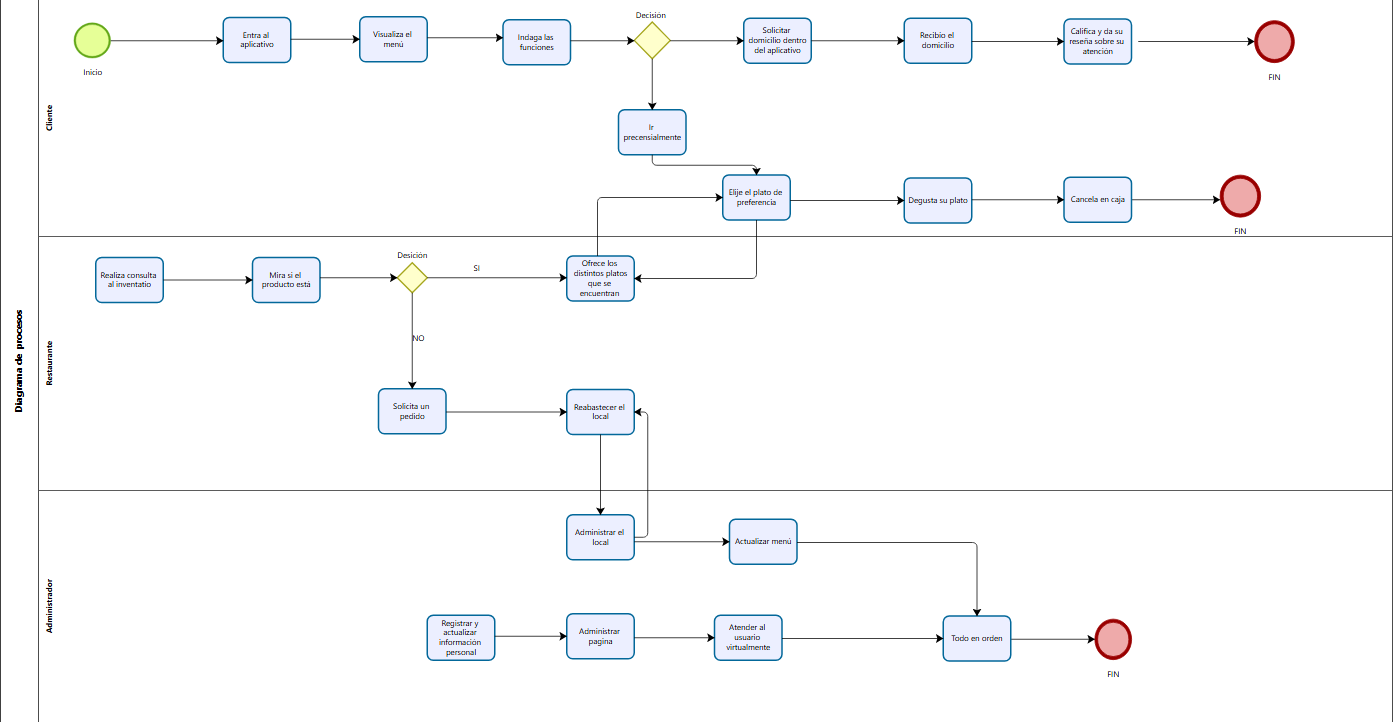 Diagrama de procesos
Cliente
Inicio
Entra al
aplicativo
Visualiza el
menú
Indaga las
funciones
Decisión
Solicitar
domicilio dentro
del aplicativo
Recibio el
domicilio
Califica y da su
reseña sobre su
atención
FIN
Ir
precensialmente
Elije el plato de
preferencia
Degusta su plato
Cancela en caja
FIN
Restaurante
Realiza consulta
al inventatio
Mira si el
producto está
Desición
SI
Ofrece los
distintos platos
que se
encuentran
NO
Solicita un
pedido
Reabastecer el
local
Administrador
Administrar el
local
Actualizar menú
Registrar y
actualizar
información
personal
Administrar
pagina
Atender al
usuario
virtualmente
Todo en orden
FIN